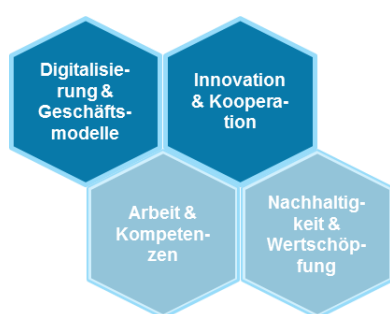 Digitalisie-
rung &
Geschäfts-
modelle
Innovation
& Koopera-
tion
Arbeit &
Kompeten-
zen
Nachhaltig-
keit &
Wertschöp-
fung